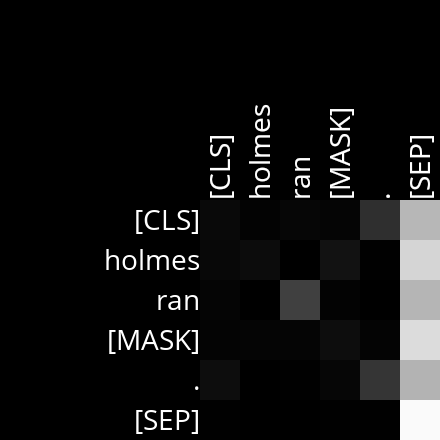 [CLS]
holmes
ran
[MASK]
.
[SEP]
[CLS]
holmes
ran
[MASK]
.
[SEP]